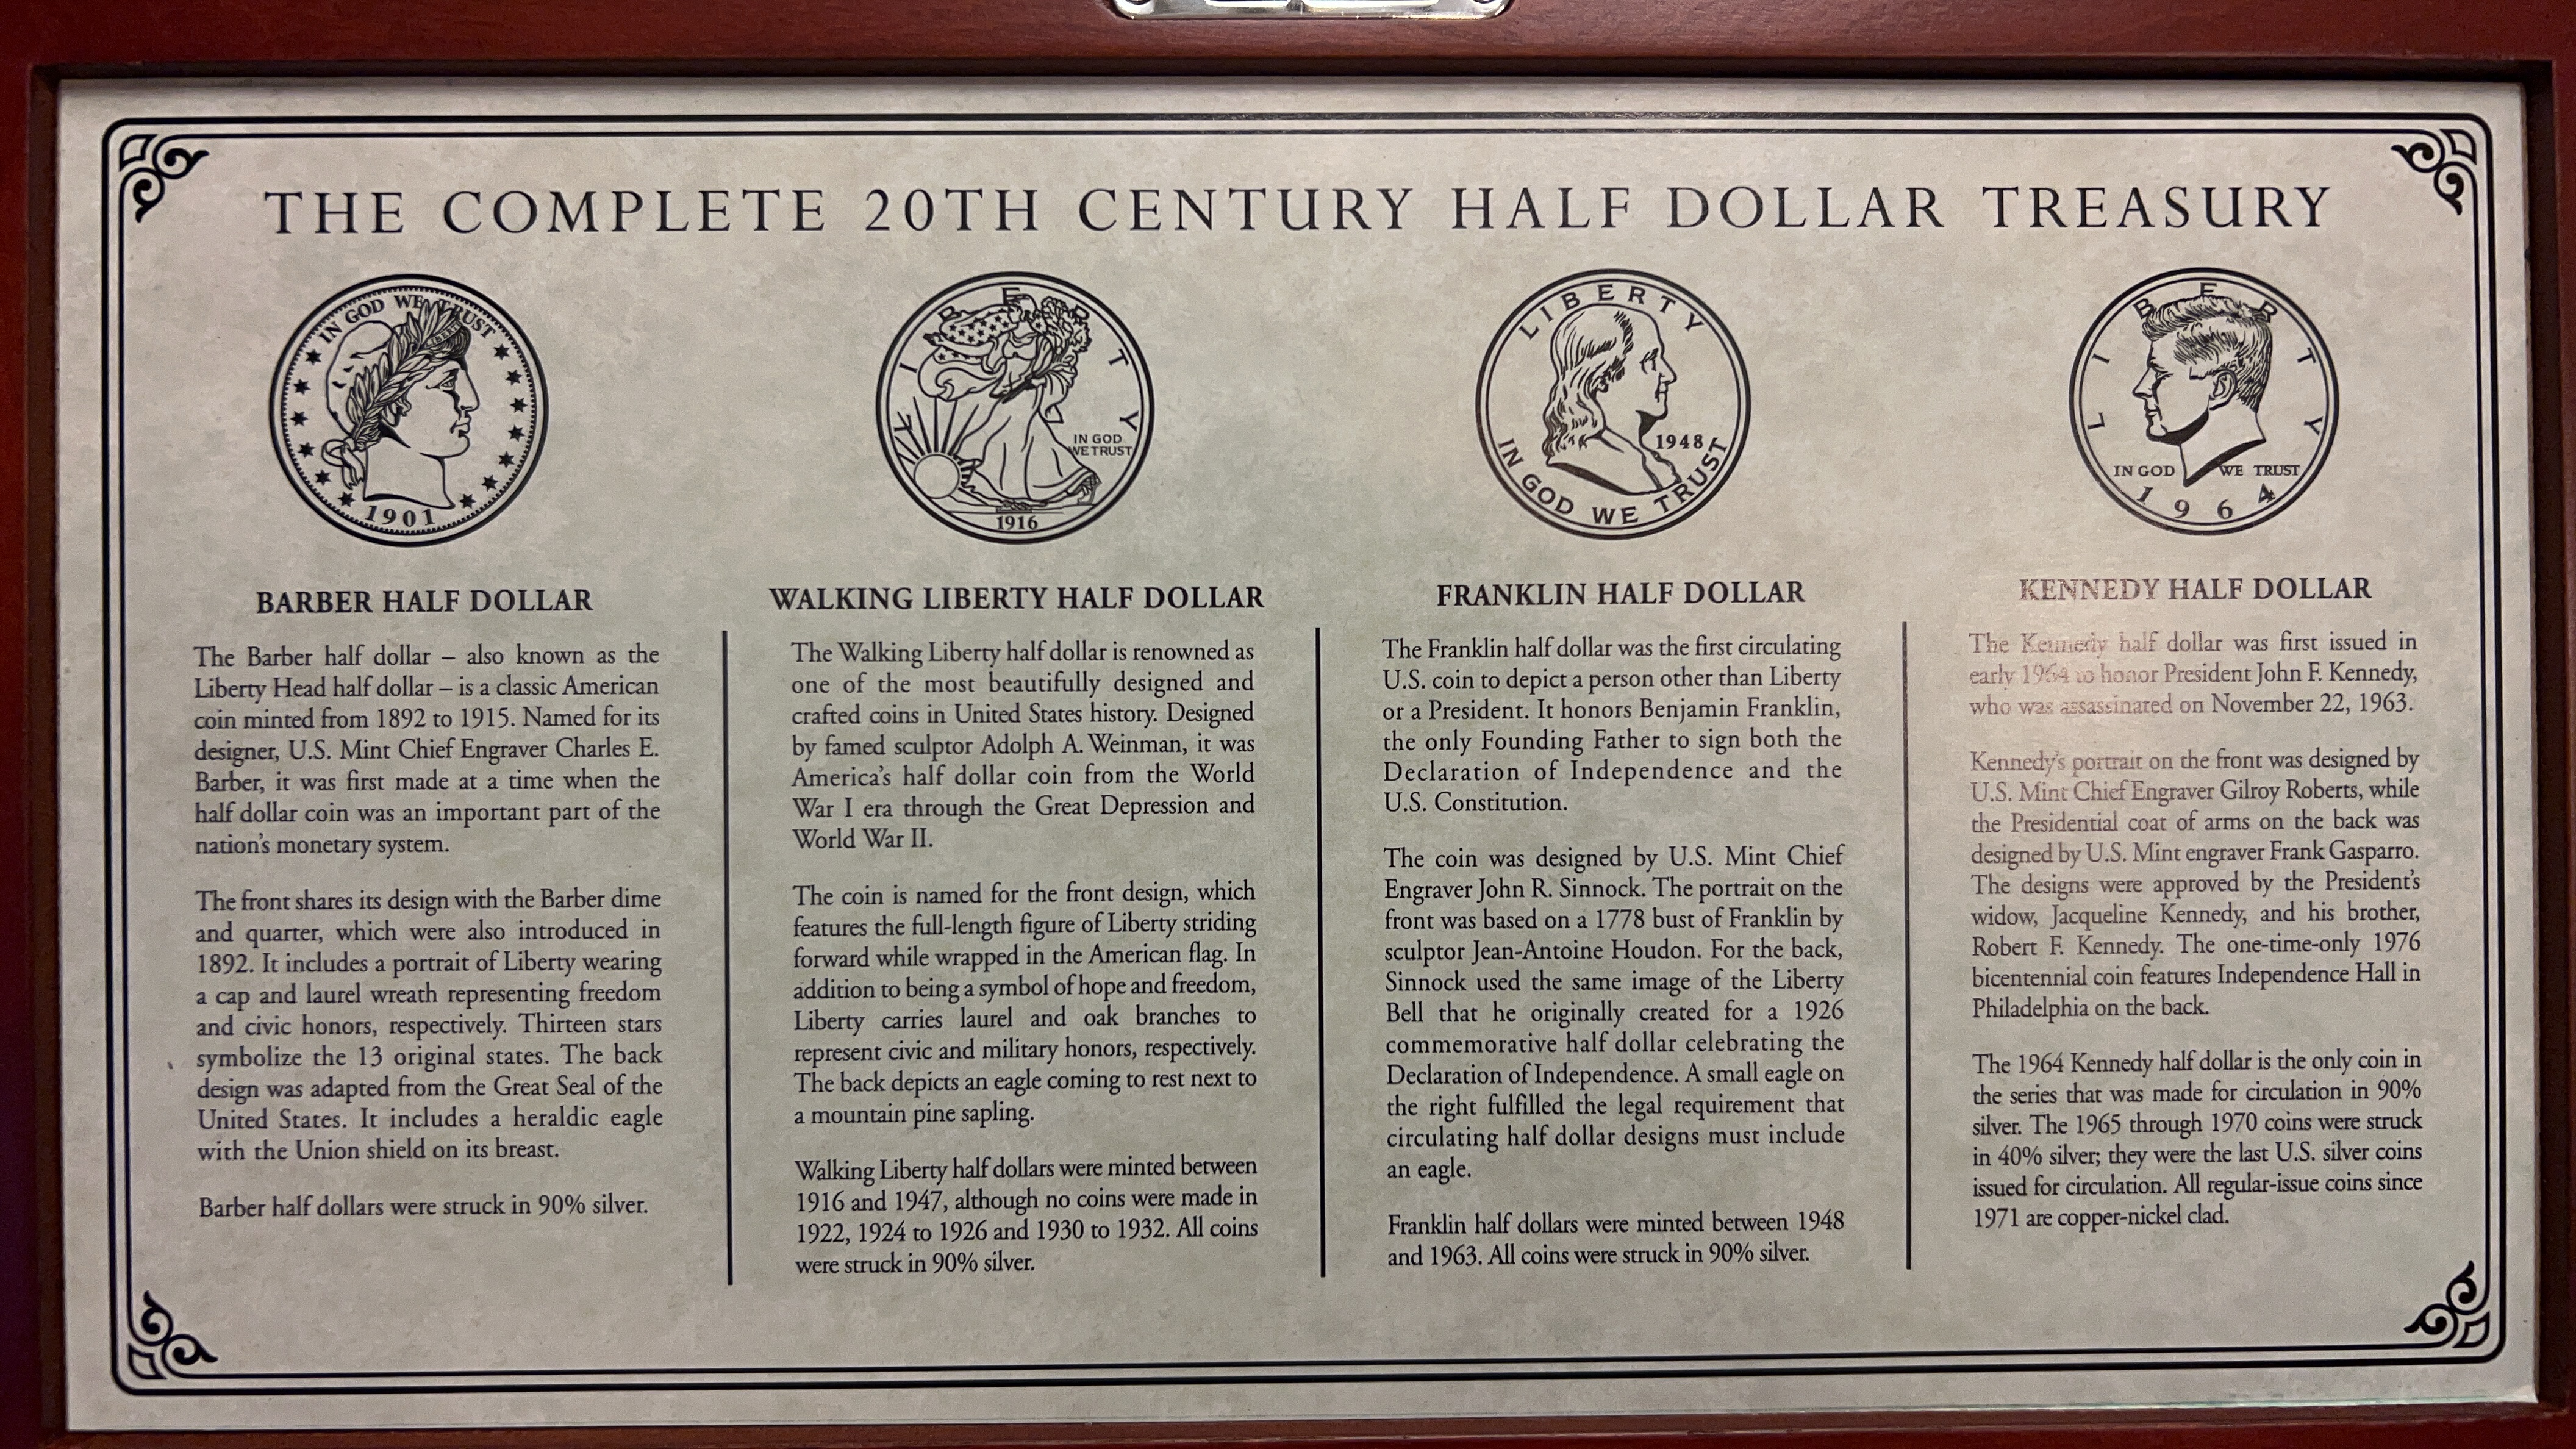 THE COMPLETE 20TH CENTURY HALF DOLLAR TREASURY
IN GOD WE TRUST
LIBERTY
1901
LIBERTY
IN GOD
WE TRUST
1916
LIBERTY
1948
IN GOD WE TRUST
LIBERTY
IN GOD WE TRUST
1964
BARBER HALF DOLLAR
The Barber half dollar – also known as the
Liberty Head half dollar – is a classic American
coin minted from 1892 to 1915. Named for its
designer, U.S. Mint Chief Engraver Charles E.
Barber, it was first made at a time when the
half dollar coin was an important part of the
nation's monetary system.
The front shares its design with the Barber dime
and quarter, which were also introduced in
1892. It includes a portrait of Liberty wearing
a cap and laurel wreath representing freedom
and civic honors, respectively. Thirteen stars
symbolize the 13 original states. The back
design was adapted from the Great Seal of the
United States. It includes a heraldic eagle
with the Union shield on its breast.
Barber half dollars were struck in 90% silver.
WALKING LIBERTY HALF DOLLAR
The Walking Liberty half dollar is renowned as
one of the most beautifully designed and
crafted coins in United States history. Designed
by famed sculptor Adolph A. Weinman, it was
America's half dollar coin from the World
War I era through the Great Depression and
World War II.
The coin is named for the front design, which
features the full-length figure of Liberty striding
forward while wrapped in the American flag. In
addition to being a symbol of hope and freedom,
Liberty carries laurel and oak branches to
represent civic and military honors, respectively.
The back depicts an eagle coming to rest next to
a mountain pine sapling.
Walking Liberty half dollars were minted between
1916 and 1947, although no coins were made in
1922, 1924 to 1926 and 1930 to 1932. All coins
were struck in 90% silver.
FRANKLIN HALF DOLLAR
The Franklin half dollar was the first circulating
U.S. coin to depict a person other than Liberty
or a President. It honors Benjamin Franklin,
the only Founding Father to sign both the
Declaration of Independence and the
U.S. Constitution.
The coin was designed by U.S. Mint Chief
Engraver John R. Sinnock. The portrait on the
front was based on a 1778 bust of Franklin by
sculptor Jean-Antoine Houdon. For the back,
Sinnock used the same image of the Liberty
Bell that he originally created for a 1926
commemorative half dollar celebrating the
Declaration of Independence. A small eagle on
the right fulfilled the legal requirement that
circulating half dollar designs must include
an eagle.
Franklin half dollars were minted between 1948
and 1963. All coins were struck in 90% silver.
KENNEDY HALF DOLLAR
The Kennedy half dollar was first issued in
early 1964 to honor President John F. Kennedy,
who was assassinated on November 22, 1963.
Kennedy's portrait on the front was designed by
U.S. Mint Chief Engraver Gilroy Roberts, while
the Presidential coat of arms on the back was
designed by U.S. Mint engraver Frank Gasparro.
The designs were approved by the President's
widow, Jacqueline Kennedy, and his brother,
Robert F. Kennedy. The one-time-only 1976
bicentennial coin features Independence Hall in
Philadelphia on the back.
The 1964 Kennedy half dollar is the only coin in
the series that was made for circulation in 90%
silver. The 1965 through 1970 coins were struck
in 40% silver; they were the last U.S. silver coins
issued for circulation. All regular-issue coins since
1971 are copper-nickel clad.